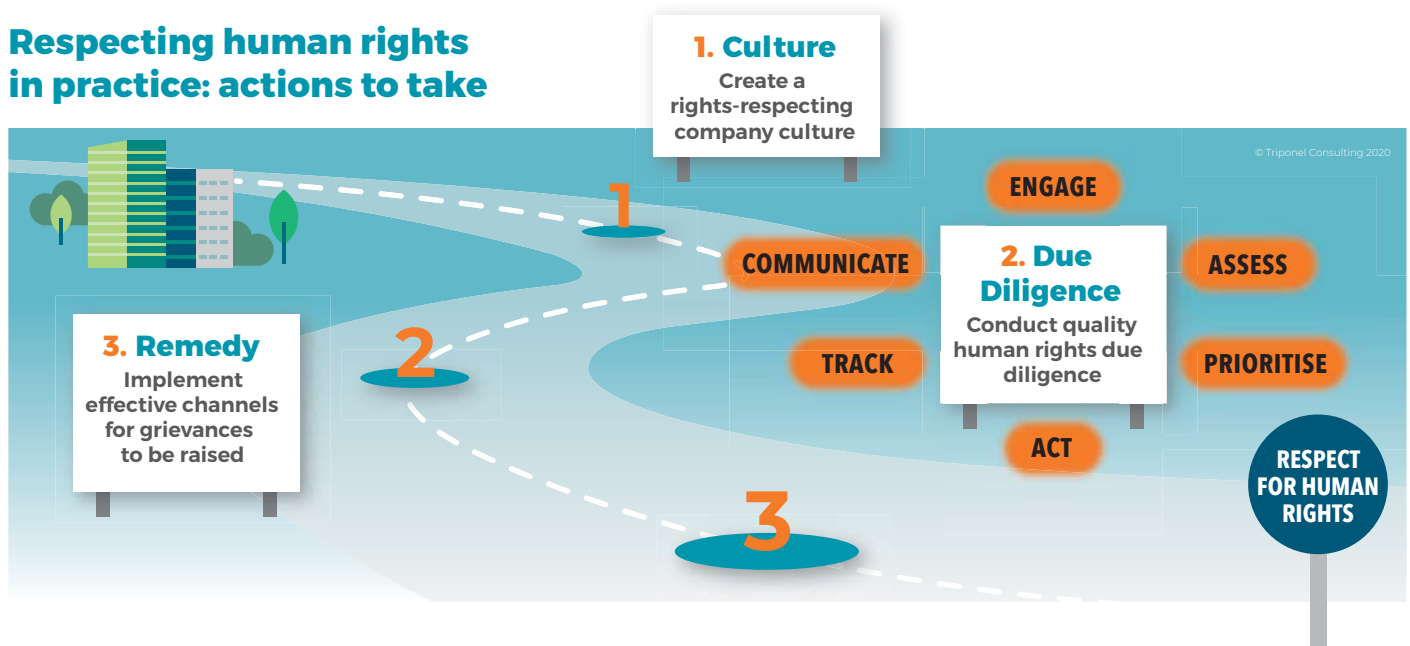 Respecting human rights
in practice: actions to take
1. Culture
Create a
rights-respecting
company culture
© Triponel Consulting 2020
1
ENGAGE
COMMUNICATE
2. Due
Diligence
Conduct quality
human rights due
diligence
ASSESS
TRACK
PRIORITISE
ACT
2
3. Remedy
Implement
effective channels
for grievances
to be raised
3
RESPECT
FOR HUMAN
RIGHTS